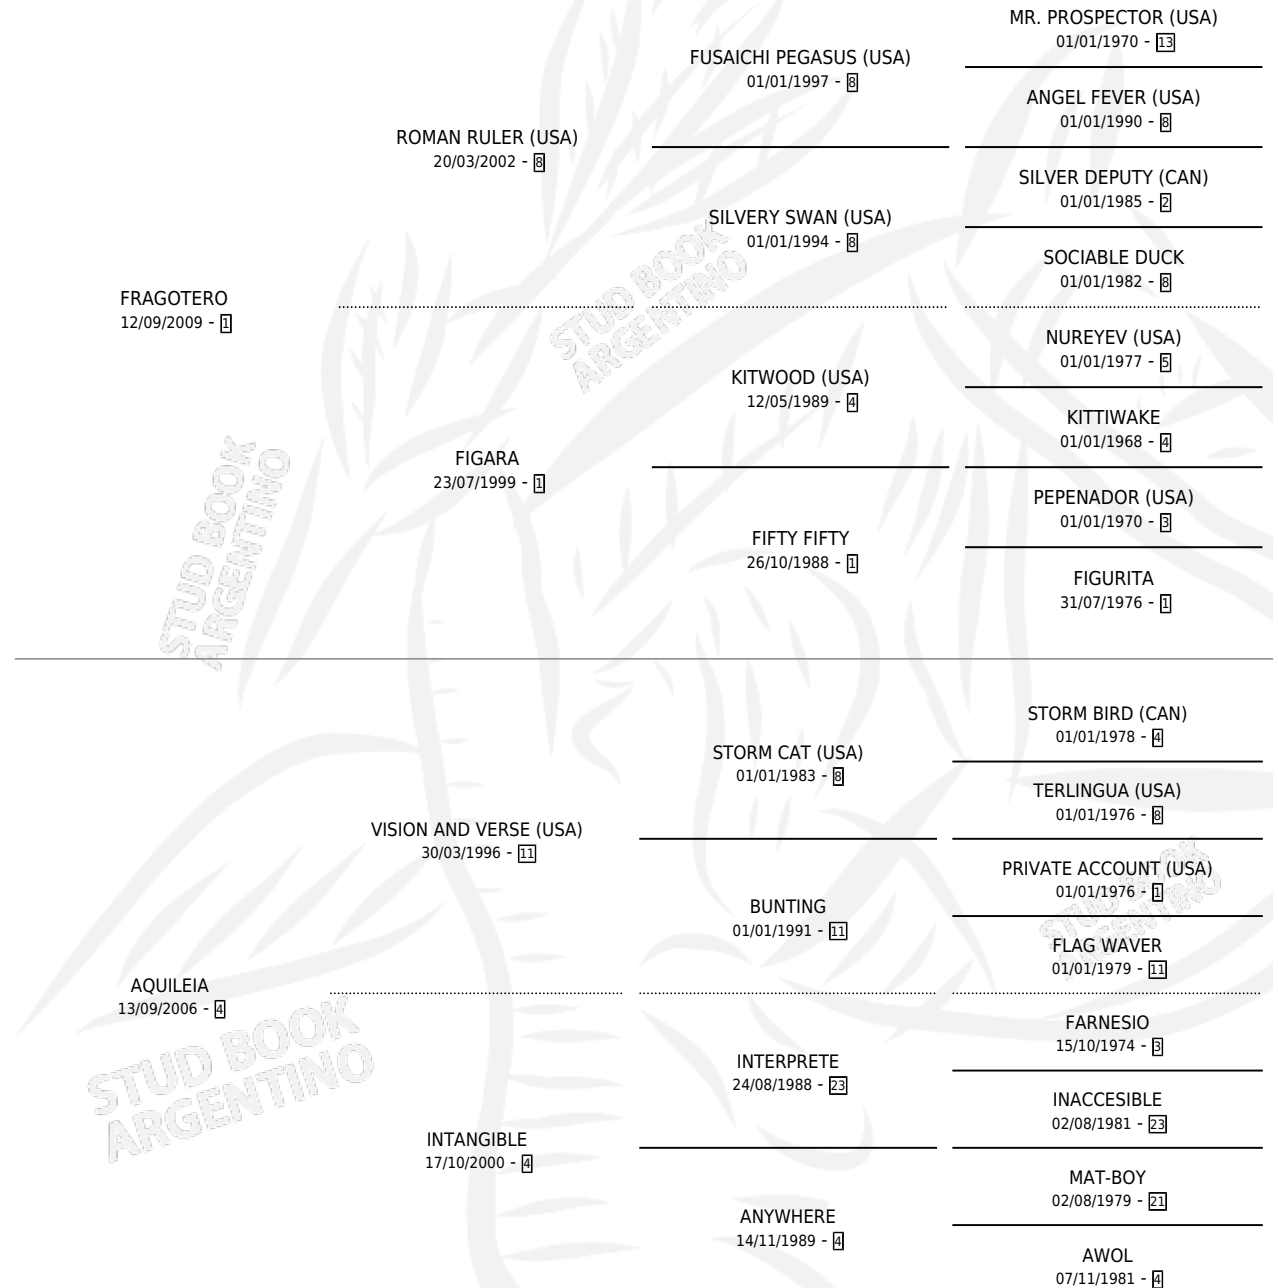 MR. PROSPECTOR (USA)
01/01/1970 - 13
FUSAICHI PEGASUS (USA)
01/01/1997 - 8
ANGEL FEVER (USA)
01/01/1990 - 8
ROMAN RULER (USA)
20/03/2002 - 8
SILVER DEPUTY (CAN)
01/01/1985 - 2
SILVERY SWAN (USA)
01/01/1994 - 8
SOCIABLE DUCK
01/01/1982 - 8
FRAGOTERO
12/09/2009 - 1
NUREYEV (USA)
01/01/1977 - 5
KITWOOD (USA)
12/05/1989 - 4
KITTIWAKE
01/01/1968 - 4
FIGARA
23/07/1999 - 1
PEPENADOR (USA)
01/01/1970 - 3
FIFTY FIFTY
26/10/1988 - 1
FIGURITA
31/07/1976 - 1
STORM BIRD (CAN)
01/01/1978 - 4
STORM CAT (USA)
01/01/1983 - 8
TERLINGUA (USA)
01/01/1976 - 8
VISION AND VERSE (USA)
30/03/1996 - 11
PRIVATE ACCOUNT (USA)
01/01/1976 - 1
BUNTING
01/01/1991 - 11
FLAG WAVER
01/01/1979 - 11
AQUILEIA
13/09/2006 - 4
FARNESIO
15/10/1974 - 3
INTERPRETE
24/08/1988 - 23
INACCESIBLE
02/08/1981 - 23
INTANGIBLE
17/10/2000 - 4
MAT-BOY
02/08/1979 - 21
ANYWHERE
14/11/1989 - 4
AWOL
07/11/1981 - 4
STUD BOOK
ARGENTINO
STUD BOOK
ARGENTINO
STUD BOOK
ARGENTINO
STUD BOOK
ARGENTINO